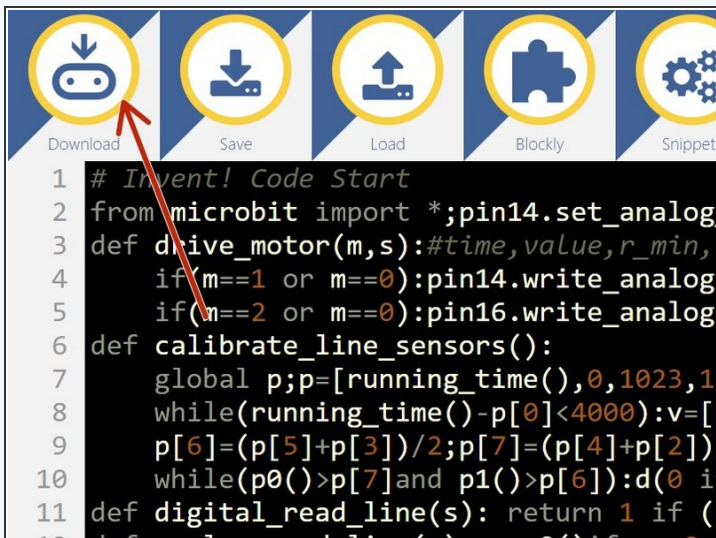 Download Save Load Blockly Snippet
1 # Invent! Code Start
2 from microbit import *;pin14.set_analog_
3 def drive_motor(m,s):#time,value,r_min,
4 if(m==1 or m==0):pin14.write_analog
5 if(m==2 or m==0):pin16.write_analog
6 def calibrate_line_sensors():
7 global p;p=[running_time(),0,1023,1
8 while(running_time()-p[0]<4000):v=[
9 p[6]=(p[5]+p[3])/2;p[7]=(p[4]+p[2])
10 while(p0()>p[7]and p1()>p[6]):d(0 i
11 def digital_read_line(s): return 1 if (